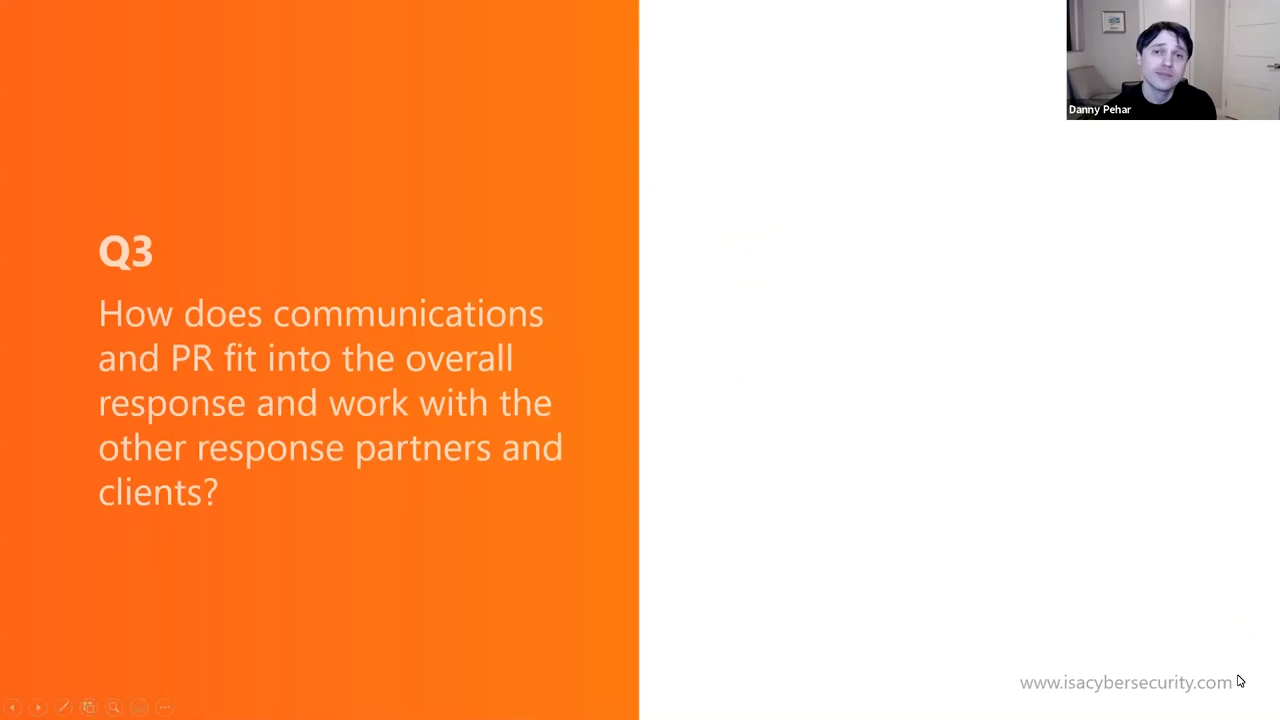 Danny Pehar
Q3
How does communications
and PR fit into the overall
response and work with the
other response partners and
clients?
www.isacybersecurity.com